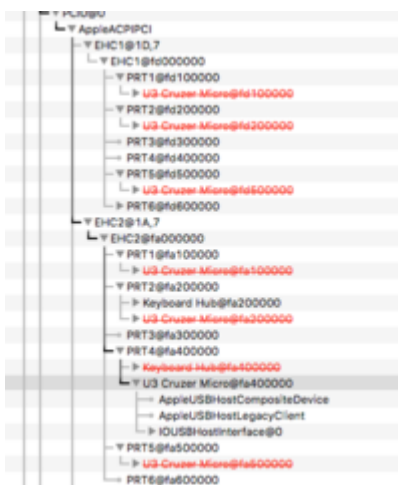 PCI0@0
AppleACPIPCI
EHC1@1D,7
EHC1@fd000000
PRT1@fd100000
U3 Cruzer Micro@fd100000
PRT2@fd200000
U3 Cruzer Micro@fd200000
PRT3@fd300000
PRT4@fd400000
PRT5@fd500000
U3 Cruzer Micro@fd500000
PRT6@fd600000
EHC2@1A,7
EHC2@fa000000
PRT1@fa100000
U3 Cruzer Micro@fa100000
PRT2@fa200000
Keyboard Hub@fa200000
U3 Cruzer Micro@fa200000
PRT3@fa300000
PRT4@fa400000
Keyboard Hub@fa400000
U3 Cruzer Micro@fa400000
AppleUSBHostCompositeDevice
AppleUSBHostLegacyClient
IOUSBHostInterface@0
PRT5@fa500000
U3 Cruzer Micro@fa500000
PRT6@fa600000